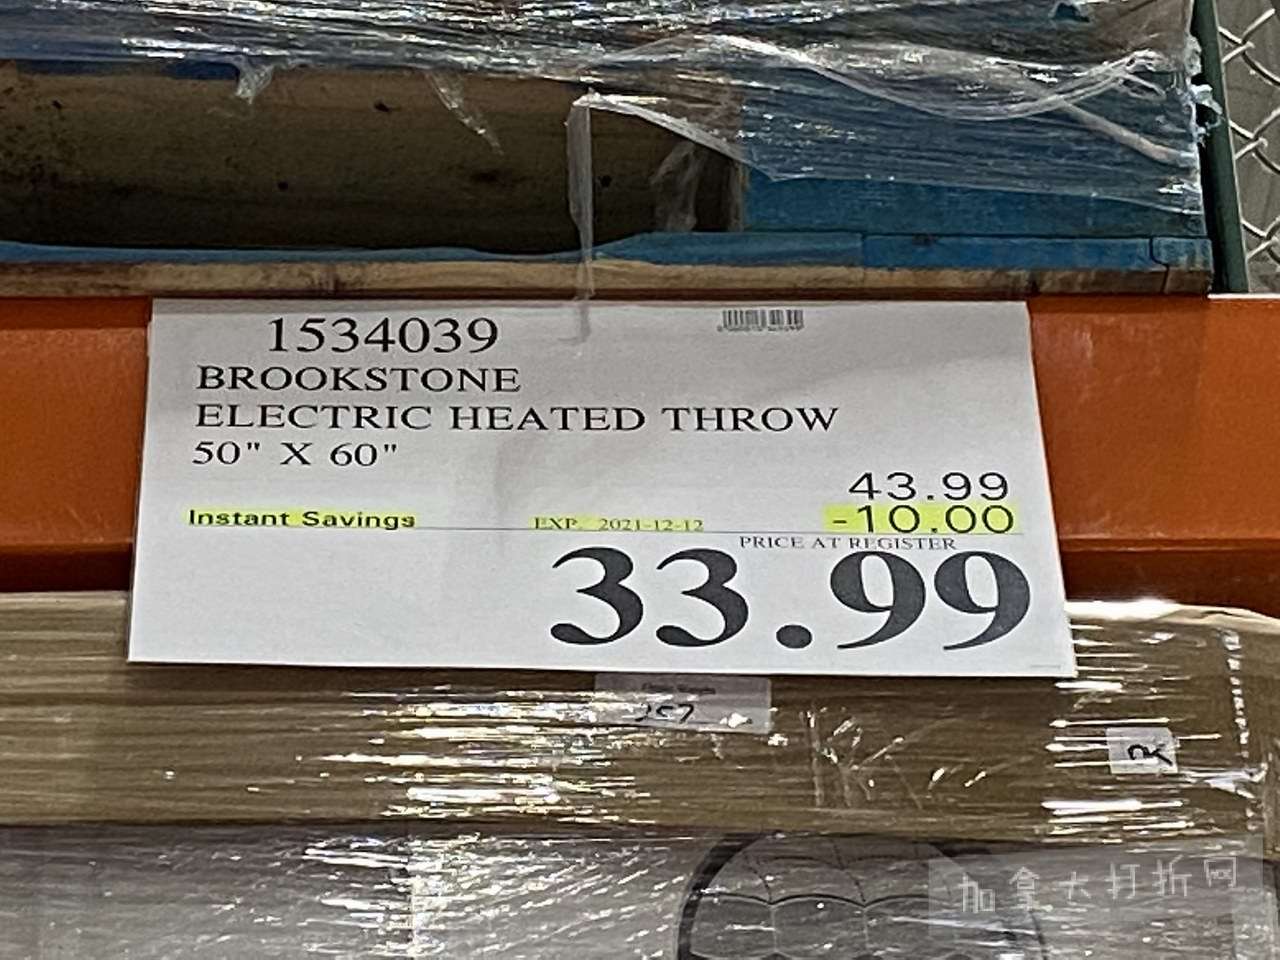 1534039
BROOKSTONE
ELECTRIC HEATED THROW
50" X 60"
43.99
Instant Savings EXP 2021-12-12 -10.00
PRICE AT REGISTER
33.99
257
R
加拿大打折网